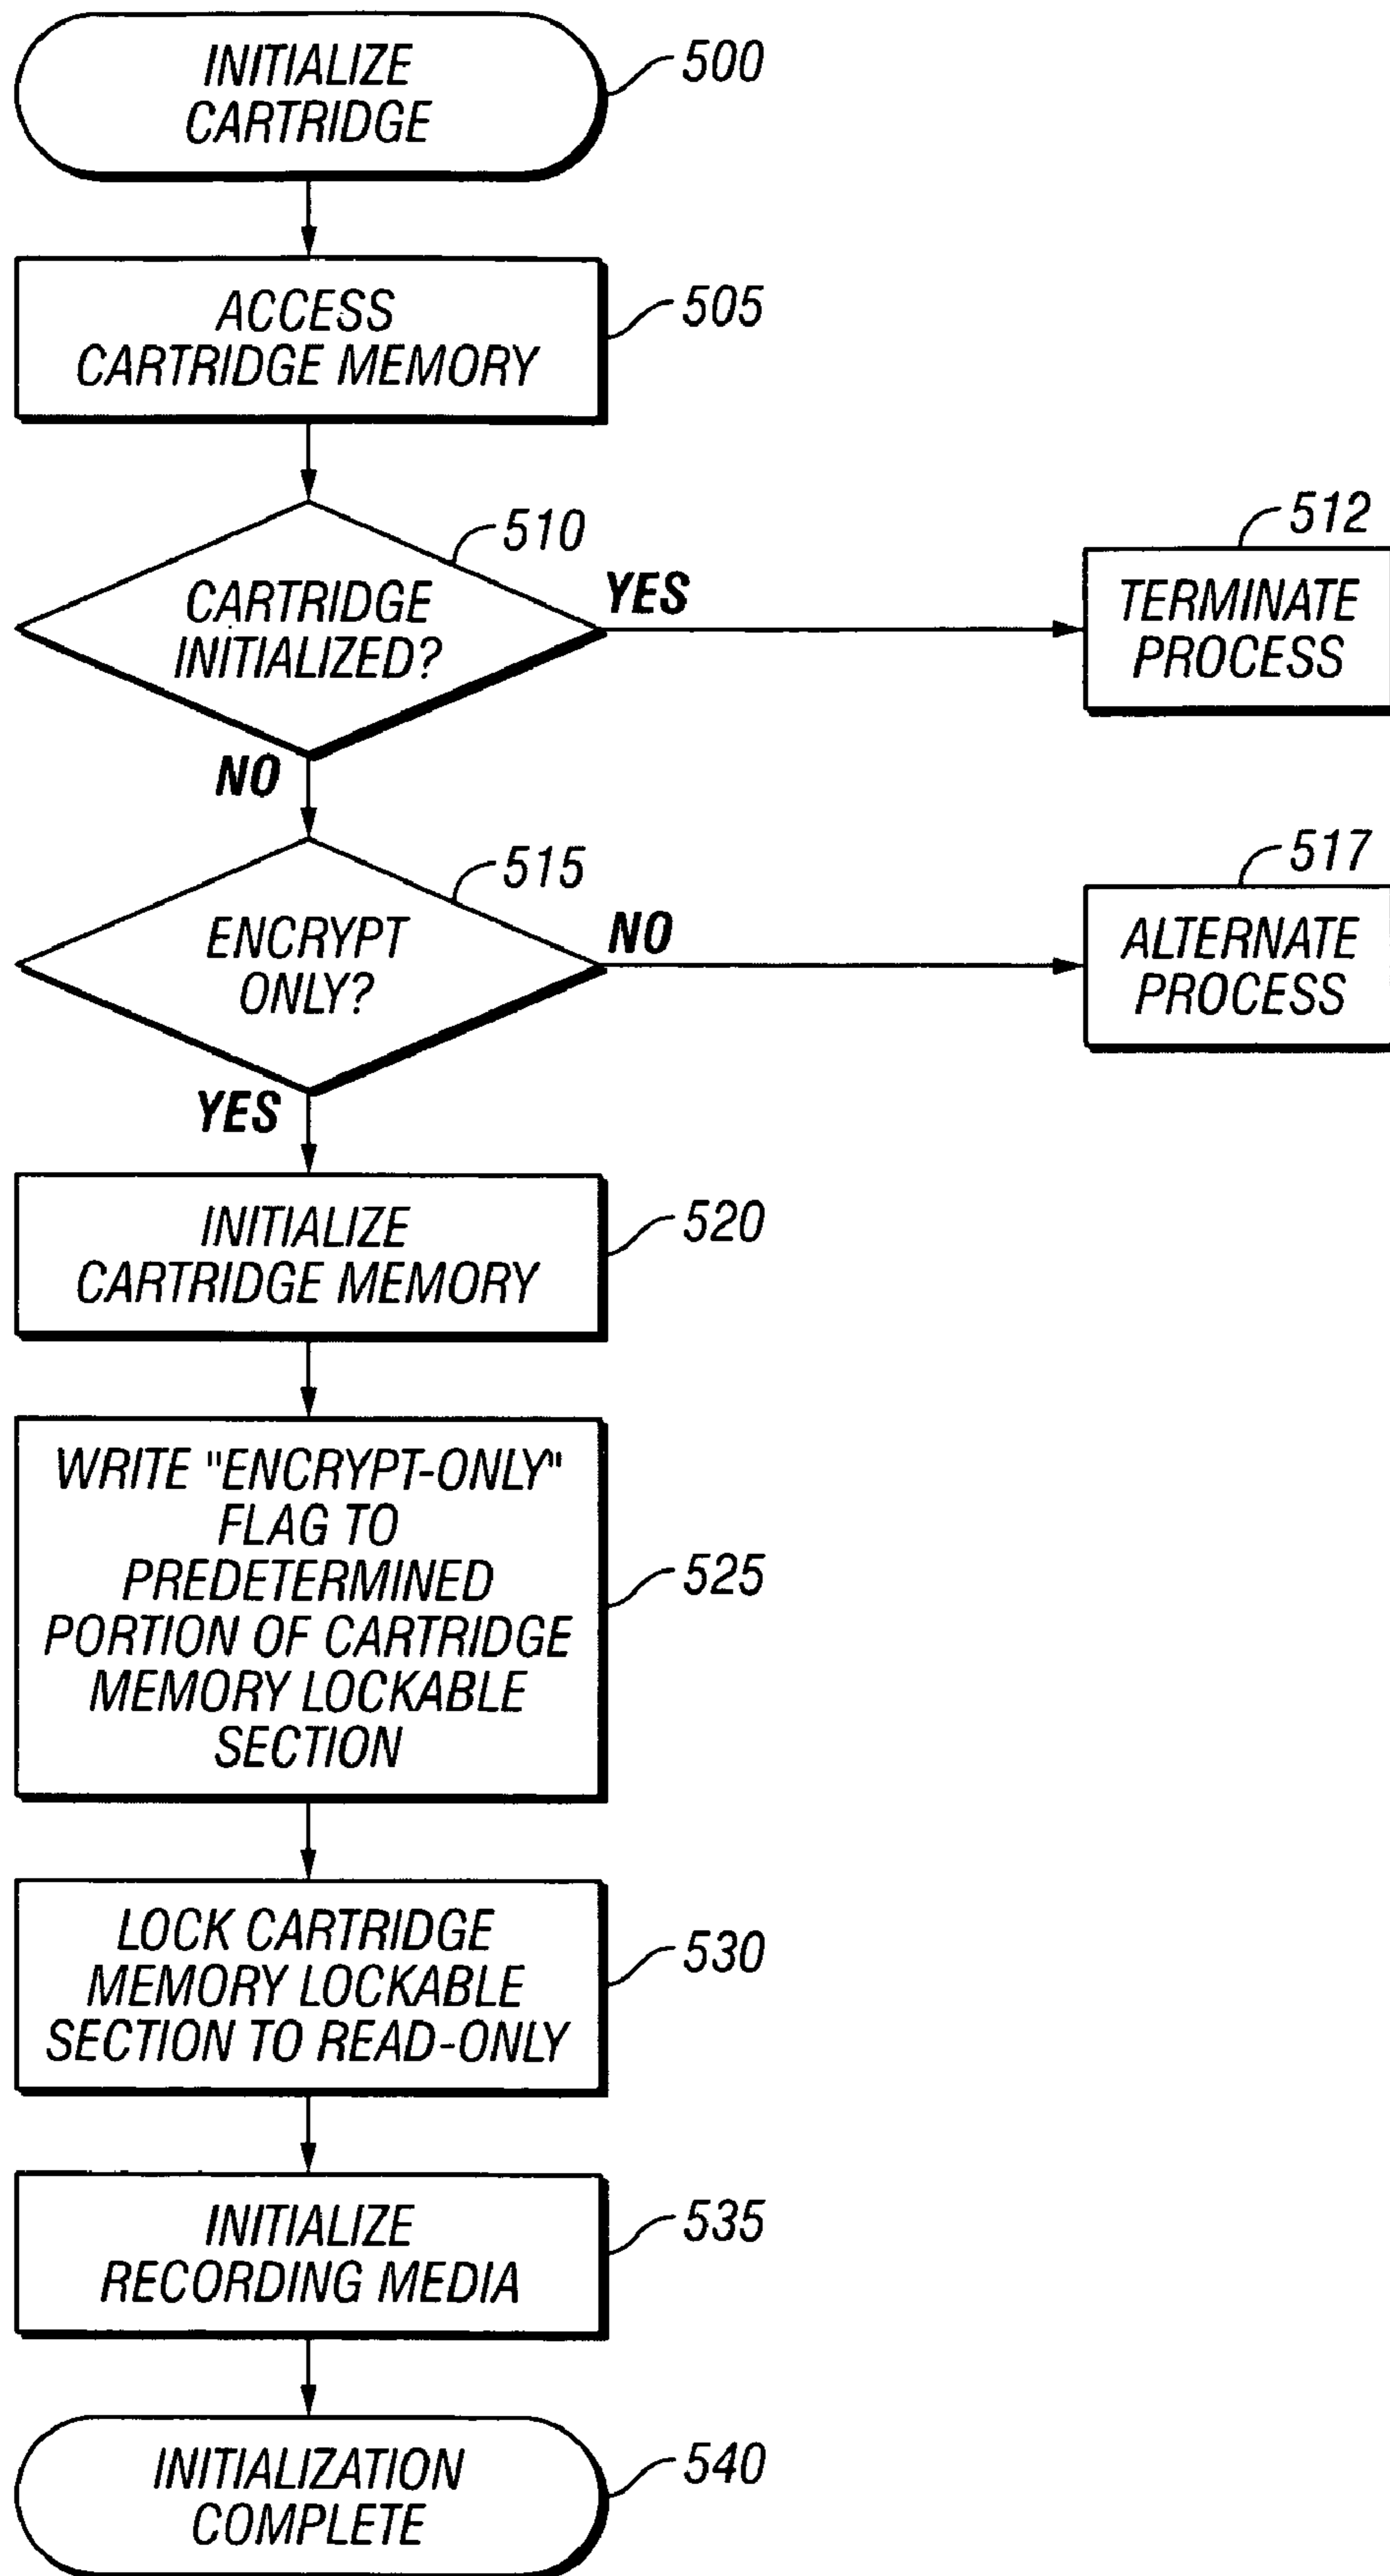 INITIALIZE
CARTRIDGE
500
ACCESS
CARTRIDGE MEMORY
505
510
CARTRIDGE
INITIALIZED?
YES
512
TERMINATE
PROCESS
NO
515
ENCRYPT
ONLY?
NO
517
ALTERNATE
PROCESS
YES
INITIALIZE
CARTRIDGE MEMORY
520
WRITE "ENCRYPT-ONLY"
FLAG TO
PREDETERMINED
PORTION OF CARTRIDGE
MEMORY LOCKABLE
SECTION
525
LOCK CARTRIDGE
MEMORY LOCKABLE
SECTION TO READ-ONLY
530
INITIALIZE
RECORDING MEDIA
535
INITIALIZATION
COMPLETE
540